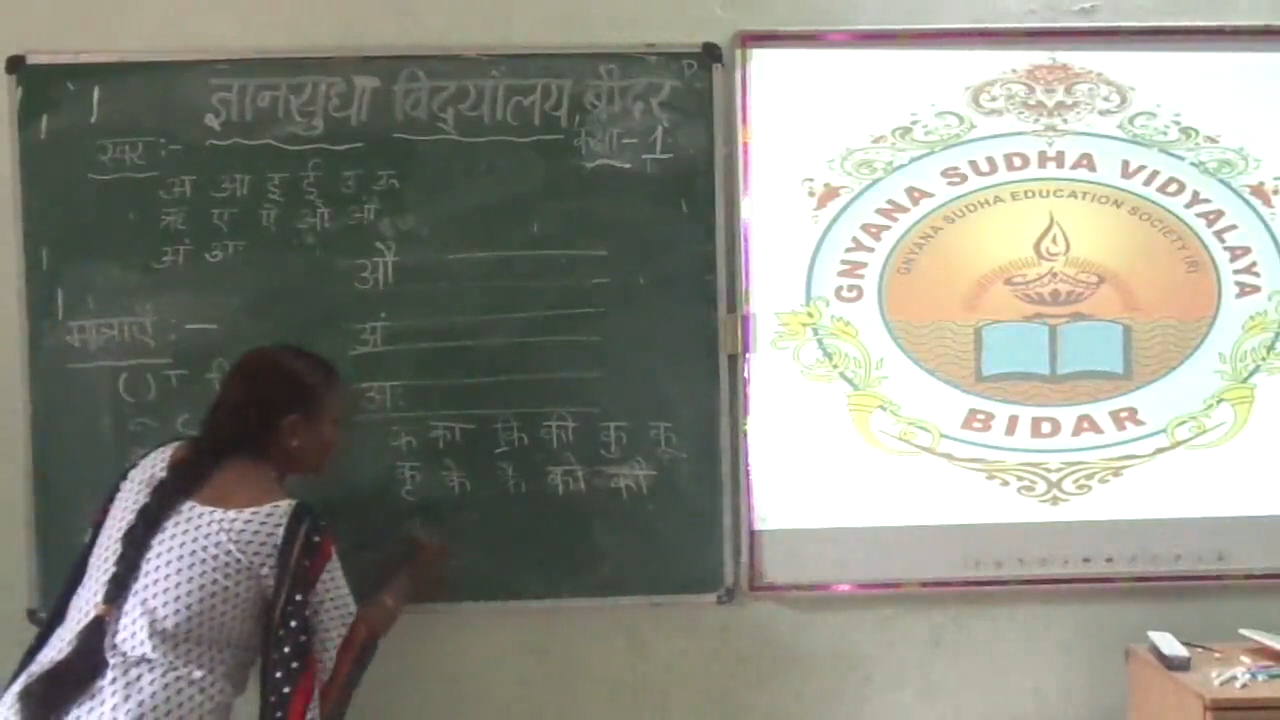 ज्ञानसुधा विद्यालय, बीदर
कक्षा - 1
स्वर :-
अ आ इ ई उ ऊ
ऋ ए ऐ ओ औ
अं अः
औ
अं
अः
मात्राएँ :-
क का कि की कु कू
कृ के कै को कौ
GNYANA SUDHA VIDYALAYA
GNYANA SUDHA EDUCATION SOCIETY (R)
BIDAR